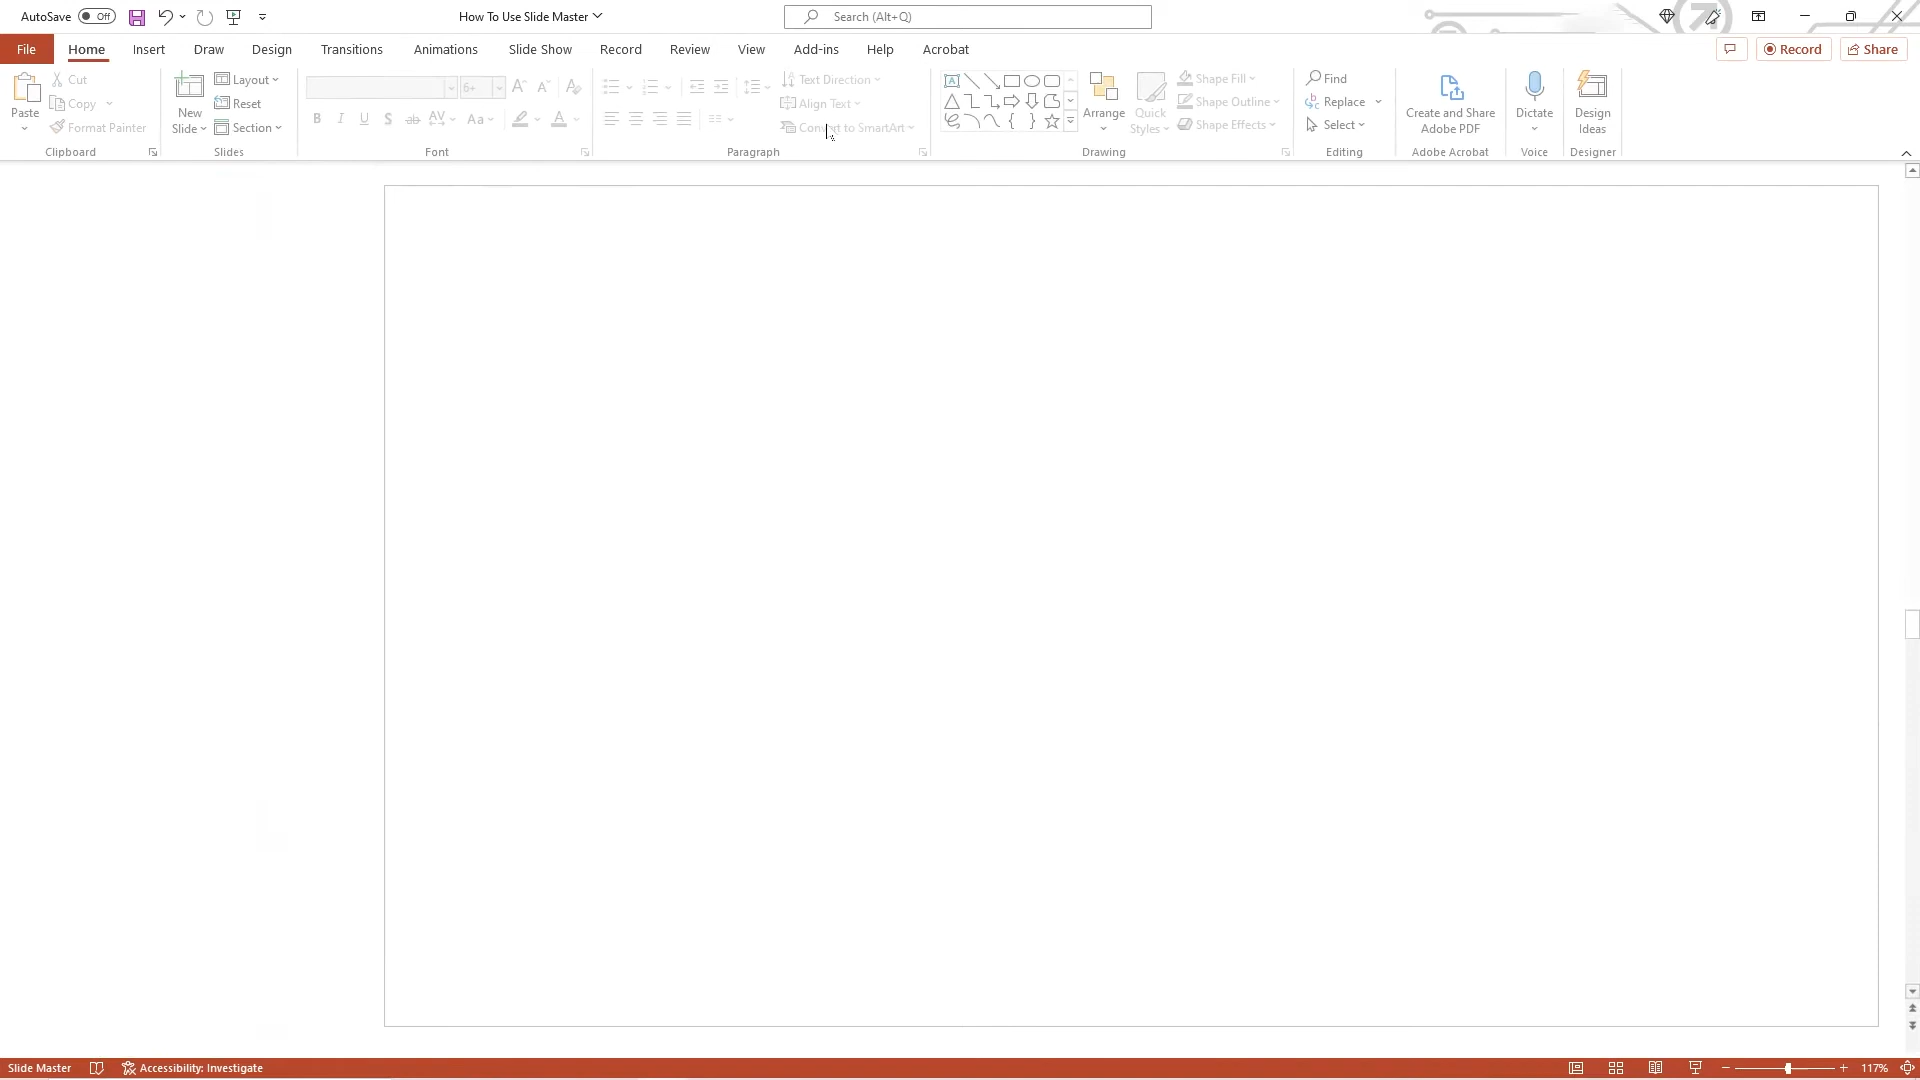 AutoSave Off How To Use Slide Master Search (Alt+Q)
File Home Insert Draw Design Transitions Animations Slide Show Record Review View Add-ins Help Acrobat Record Share
Paste
Cut
Copy
Format Painter
Clipboard
New
Slide
Layout
Reset
Section
Slides
6+
Font
Text Direction
Align Text
Convert to SmartArt
Paragraph
Arrange
Quick
Styles
Shape Fill
Shape Outline
Shape Effects
Drawing
Find
Replace
Select
Editing
Create and Share
Adobe PDF
Adobe Acrobat
Dictate
Voice
Design
Ideas
Designer
Slide Master Accessibility: Investigate 117%